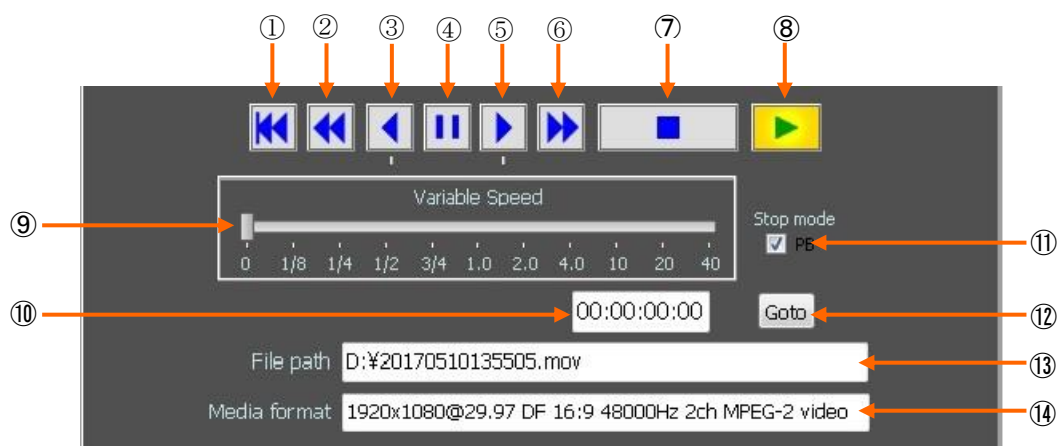 ① ② ③ ④ ⑤ ⑥ ⑦ ⑧
Variable Speed
⑨
0 1/8 1/4 1/2 3/4 1.0 2.0 4.0 10 20 40
Stop mode
PB ⑪
⑩ 00:00:00:00 Goto ⑫
File path D:¥20170510135505.mov ⑬
Media format 1920x1080@29.97 DF 16:9 48000Hz 2ch MPEG-2 video ⑭